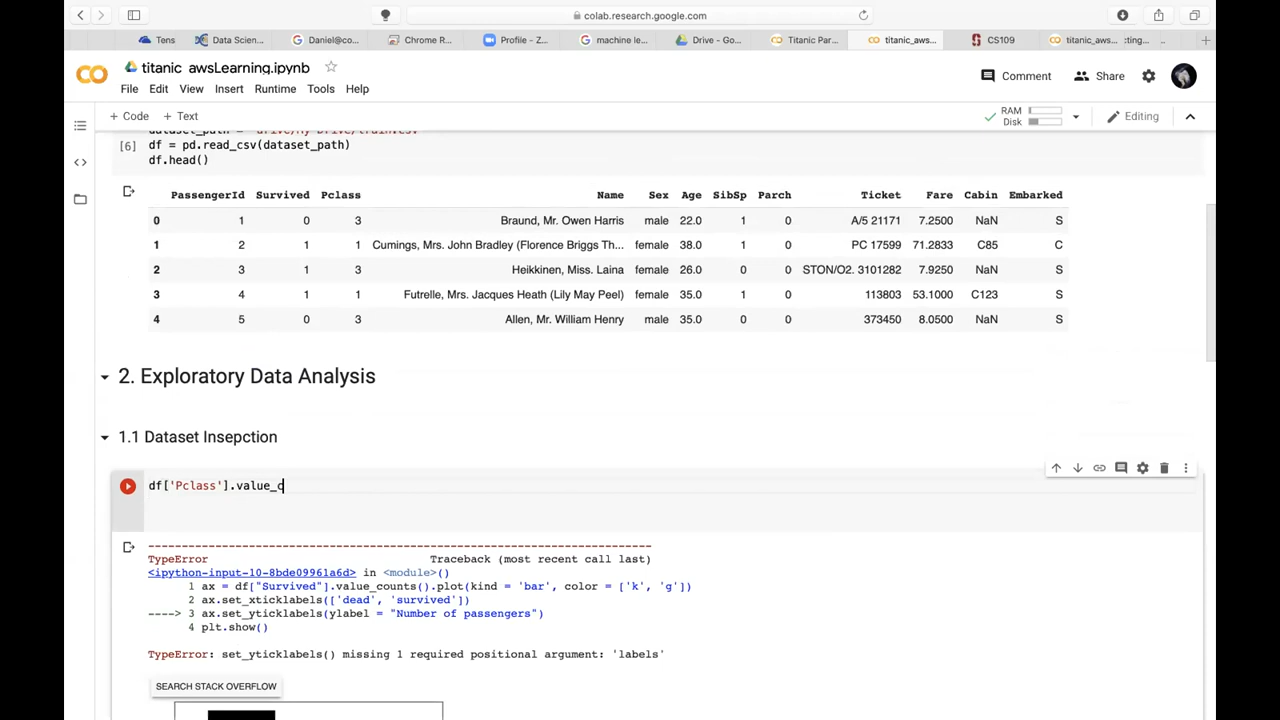 colab.research.google.com
Tens Data Scien... Daniel@co... Chrome R... Profile - Z... machine le... Drive - Go... Titanic Par... titanic_aws... CS109 titanic_aws... :ting...
titanic_awsLearning.ipynb
Comment Share
File Edit View Insert Runtime Tools Help
+ Code + Text RAM Disk Editing
[6] df = pd.read_csv(dataset_path)
df.head()
PassengerId Survived Pclass Name Sex Age SibSp Parch Ticket Fare Cabin Embarked
0 1 0 3 Braund, Mr. Owen Harris male 22.0 1 0 A/5 21171 7.2500 NaN S
1 2 1 1 Cumings, Mrs. John Bradley (Florence Briggs Th... female 38.0 1 0 PC 17599 71.2833 C85 C
2 3 1 3 Heikkinen, Miss. Laina female 26.0 0 0 STON/O2. 3101282 7.9250 NaN S
3 4 1 1 Futrelle, Mrs. Jacques Heath (Lily May Peel) female 35.0 1 0 113803 53.1000 C123 S
4 5 0 3 Allen, Mr. William Henry male 35.0 0 0 373450 8.0500 NaN S
2. Exploratory Data Analysis
1.1 Dataset Insepction
df['Pclass'].value_c
---------------------------------------------------------------------------
TypeError Traceback (most recent call last)
<ipython-input-10-8bde09961a6d> in <module>()
1 ax = df["Survived"].value_counts().plot(kind = 'bar', color = ['k', 'g'])
2 ax.set_xticklabels(['dead', 'survived'])
----> 3 ax.set_yticklabels(ylabel = "Number of passengers")
4 plt.show()
TypeError: set_yticklabels() missing 1 required positional argument: 'labels'
SEARCH STACK OVERFLOW